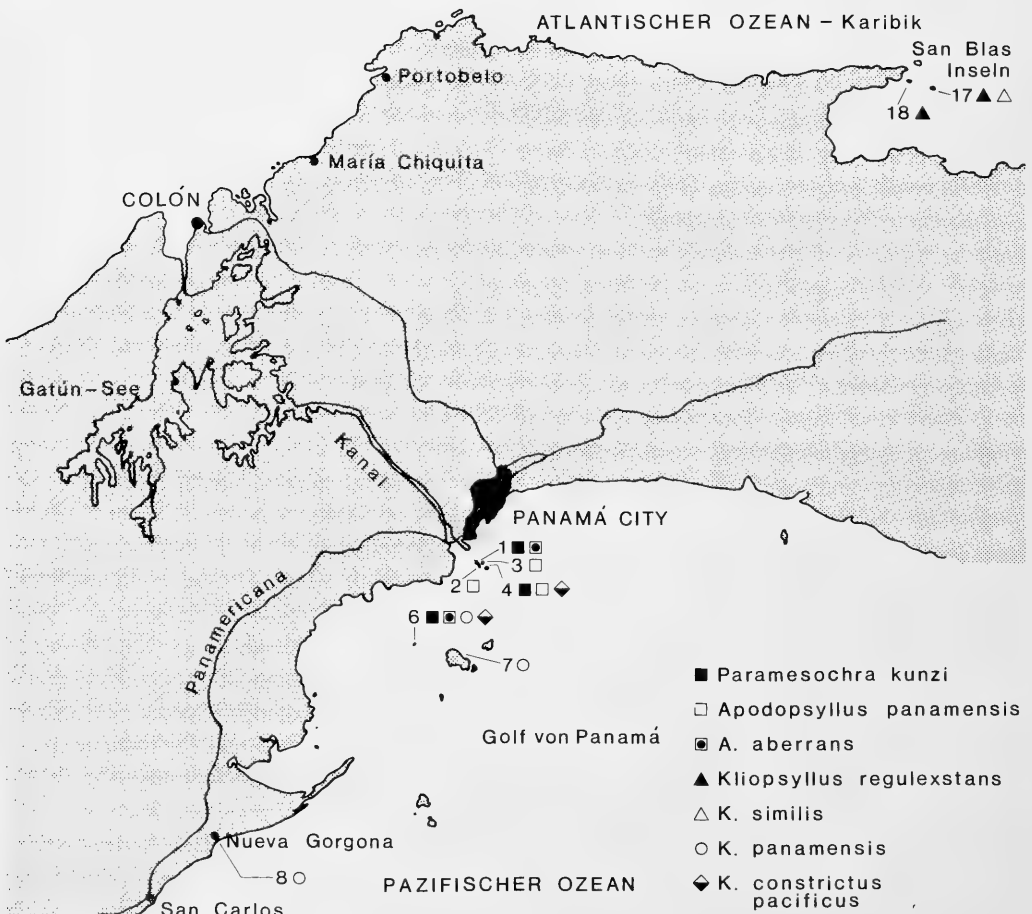 ATLANTISCHER OZEAN – Karibik
San Blas
Inseln
Portobelo
17 ▲ △
18 ▲
María Chiquita
COLÓN
Gatún-See
Kanal
PANAMÁ CITY
1 ■ ▣
3 □
2 □
4 ■ □ ⬘
Panamericana
6 ■ ▣ ○ ⬘
7 ○
■ Paramesochra kunzi
□ Apodopsyllus panamensis
Golf von Panamá
▣ A. aberrans
▲ Kliopsyllus regulexstans
△ K. similis
Nueva Gorgona
○ K. panamensis
8 ○
PAZIFISCHER OZEAN
⬘ K. constrictus
pacificus
San Carlos